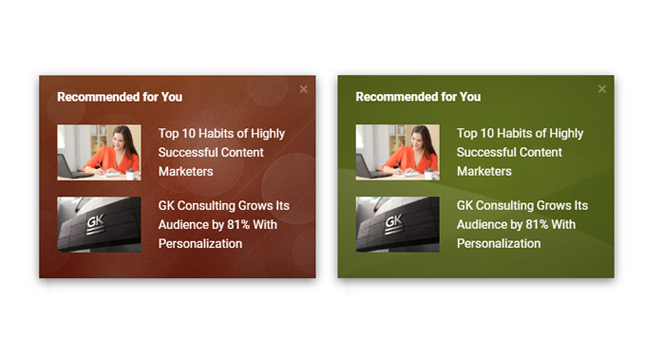 Recommended for You
×
Top 10 Habits of Highly
Successful Content
Marketers
GK
GK Consulting Grows Its
Audience by 81% With
Personalization
Recommended for You
×
Top 10 Habits of Highly
Successful Content
Marketers
GK
GK Consulting Grows Its
Audience by 81% With
Personalization